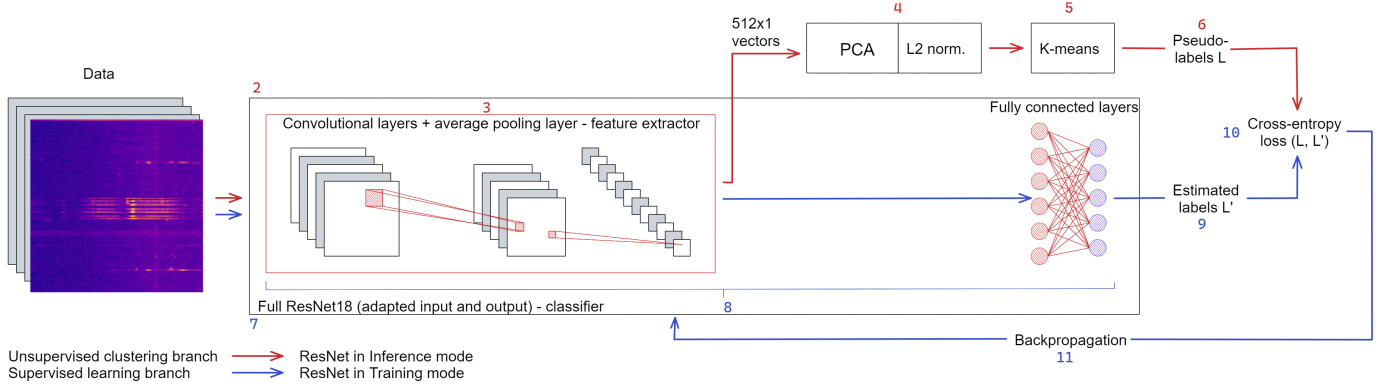 4
5
6
512x1
vectors
PCA
L2 norm.
K-means
Pseudo-
labels L
Data
2
3
Fully connected layers
Convolutional layers + average pooling layer - feature extractor
10
Cross-entropy
loss (L, L')
Estimated
labels L'
9
Full ResNet18 (adapted input and output) - classifier
8
7
Backpropagation
11
Unsupervised clustering branch
ResNet in Inference mode
Supervised learning branch
ResNet in Training mode